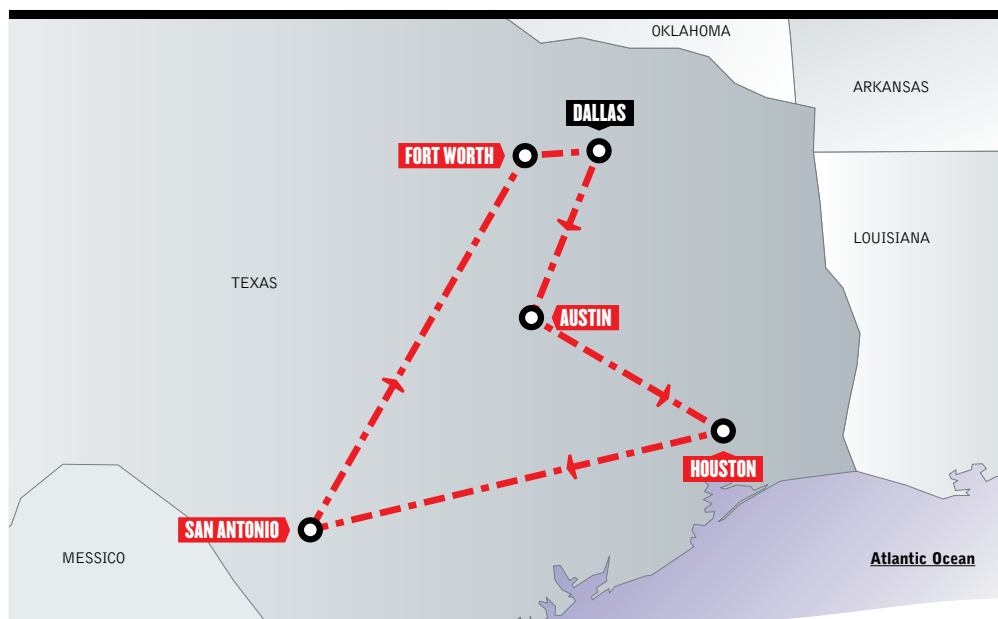 OKLAHOMA
ARKANSAS
DALLAS
FORT WORTH
LOUISIANA
TEXAS
AUSTIN
HOUSTON
SAN ANTONIO
MESSICO
Atlantic Ocean